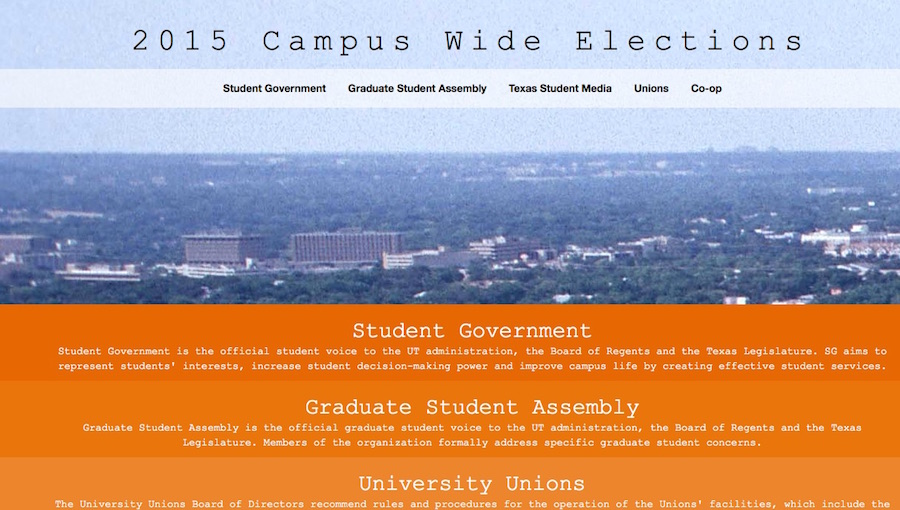 2015 Campus Wide Elections
Student Government Graduate Student Assembly Texas Student Media Unions Co-op
Student Government
Student Government is the official student voice to the UT administration, the Board of Regents and the Texas Legislature. SG aims to
represent students' interests, increase student decision-making power and improve campus life by creating effective student services.
Graduate Student Assembly
Graduate Student Assembly is the official graduate student voice to the UT administration, the Board of Regents and the Texas
Legislature. Members of the organization formally address specific graduate student concerns.
University Unions
The University Unions Board of Directors recommend rules and procedures for the operation of the Unions' facilities, which include the